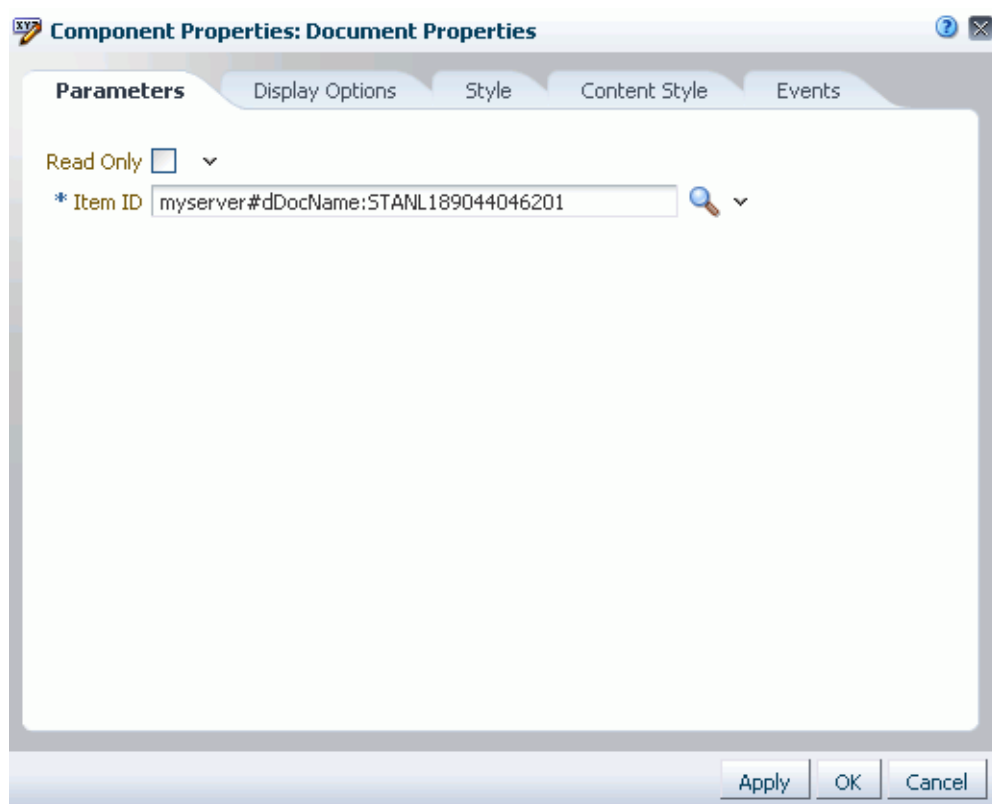 Component Properties: Document Properties
Parameters Display Options Style Content Style Events
Read Only
* Item ID myserver#dDocName:STANL189044046201
Apply OK Cancel